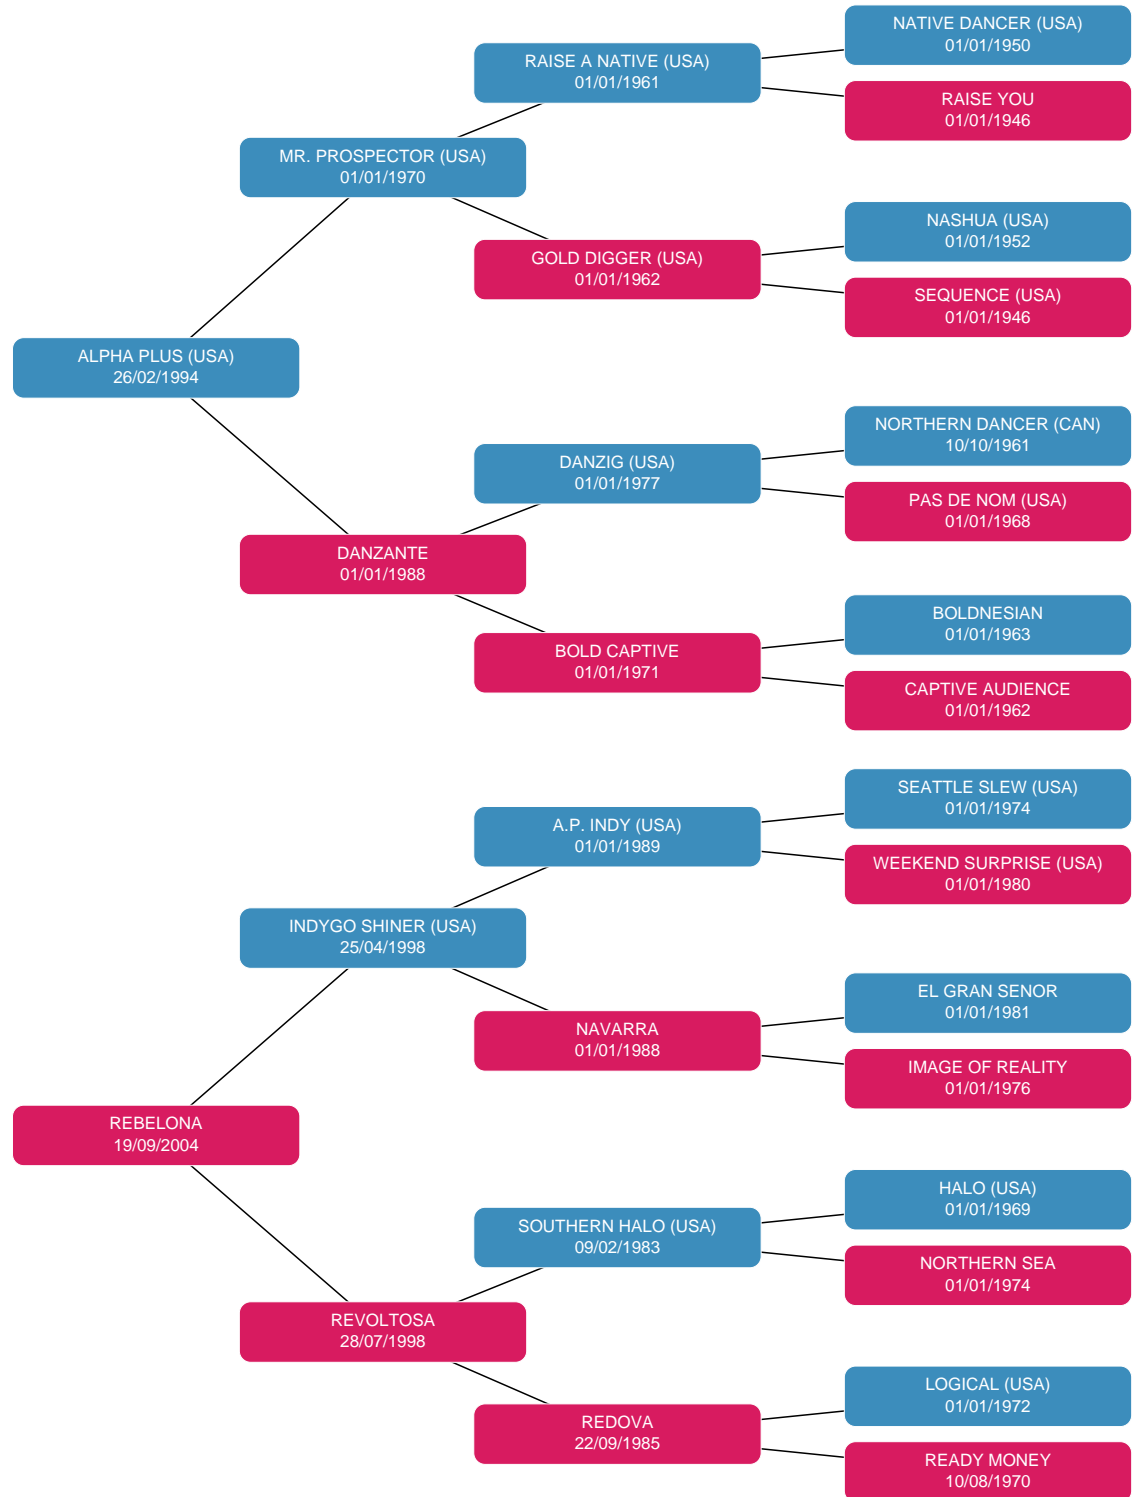 NATIVE DANCER (USA)
01/01/1950
RAISE A NATIVE (USA)
01/01/1961
RAISE YOU
01/01/1946
MR. PROSPECTOR (USA)
01/01/1970
NASHUA (USA)
01/01/1952
GOLD DIGGER (USA)
01/01/1962
SEQUENCE (USA)
01/01/1946
ALPHA PLUS (USA)
26/02/1994
NORTHERN DANCER (CAN)
10/10/1961
DANZIG (USA)
01/01/1977
PAS DE NOM (USA)
01/01/1968
DANZANTE
01/01/1988
BOLDNESIAN
01/01/1963
BOLD CAPTIVE
01/01/1971
CAPTIVE AUDIENCE
01/01/1962
SEATTLE SLEW (USA)
01/01/1974
A.P. INDY (USA)
01/01/1989
WEEKEND SURPRISE (USA)
01/01/1980
INDYGO SHINER (USA)
25/04/1998
EL GRAN SENOR
01/01/1981
NAVARRA
01/01/1988
IMAGE OF REALITY
01/01/1976
REBELONA
19/09/2004
HALO (USA)
01/01/1969
SOUTHERN HALO (USA)
09/02/1983
NORTHERN SEA
01/01/1974
REVOLTOSA
28/07/1998
LOGICAL (USA)
01/01/1972
REDOVA
22/09/1985
READY MONEY
10/08/1970